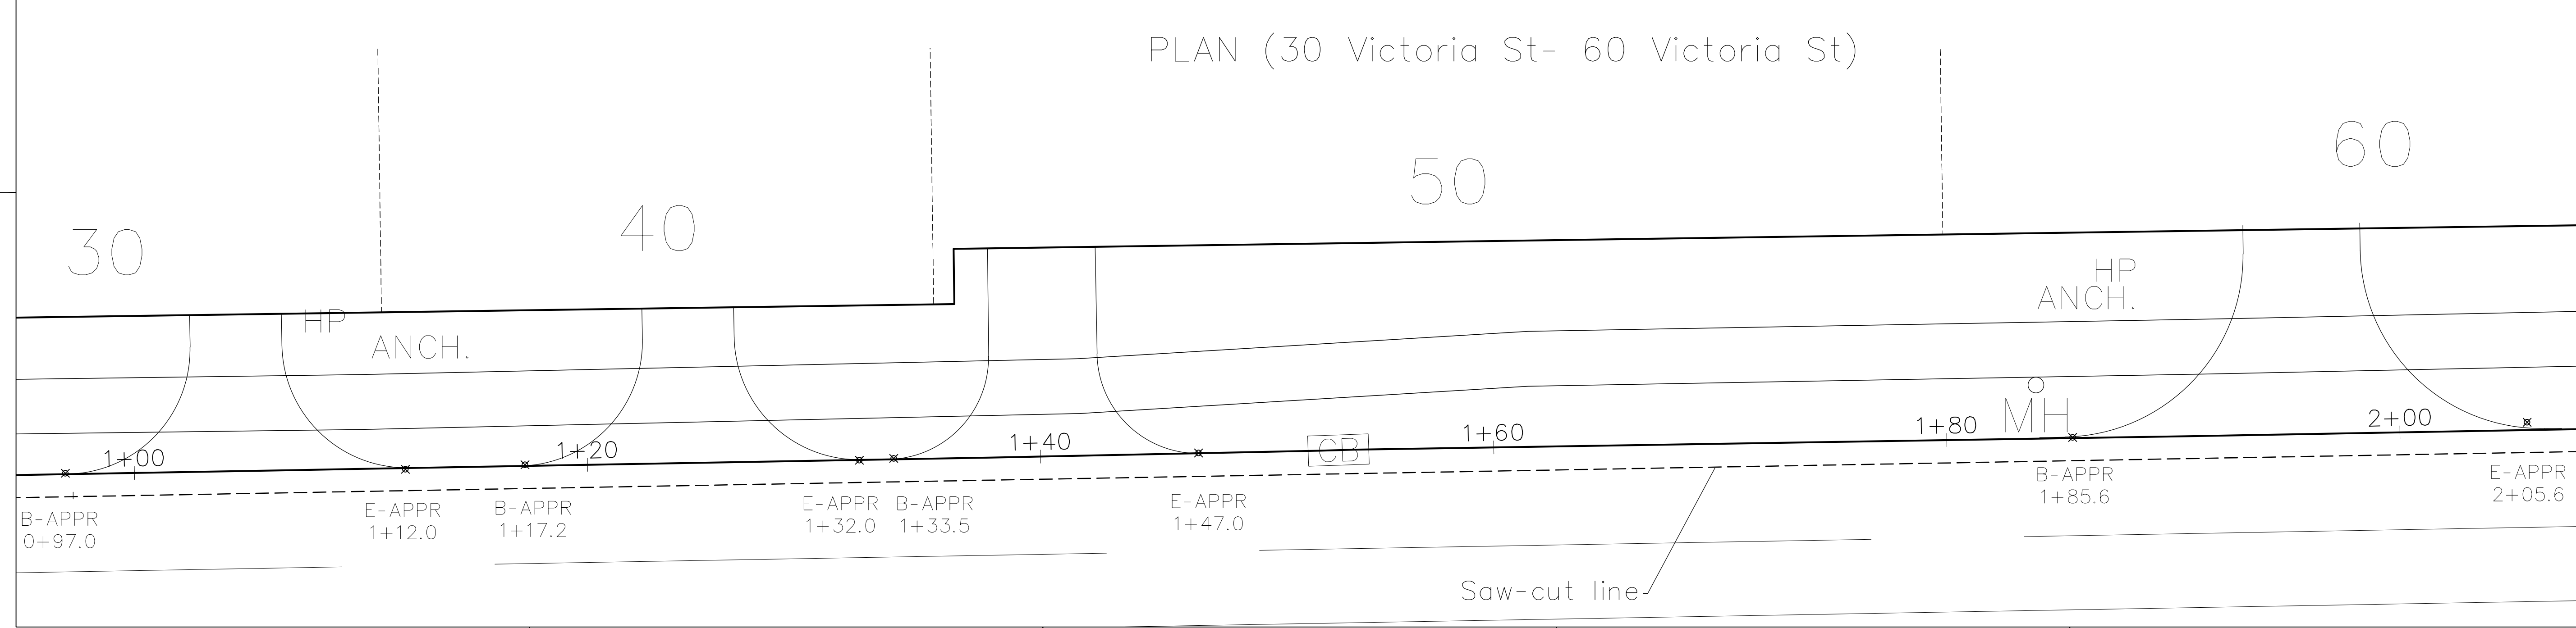 PLAN (30 Victoria St- 60 Victoria St)
30
40
50
60
HP
ANCH.
HP
ANCH.
MH
CB
1+00
1+20
1+40
1+60
1+80
2+00
B-APPR
0+97.0
E-APPR
1+12.0
B-APPR
1+17.2
E-APPR
1+32.0
B-APPR
1+33.5
E-APPR
1+47.0
B-APPR
1+85.6
E-APPR
2+05.6
Saw-cut line